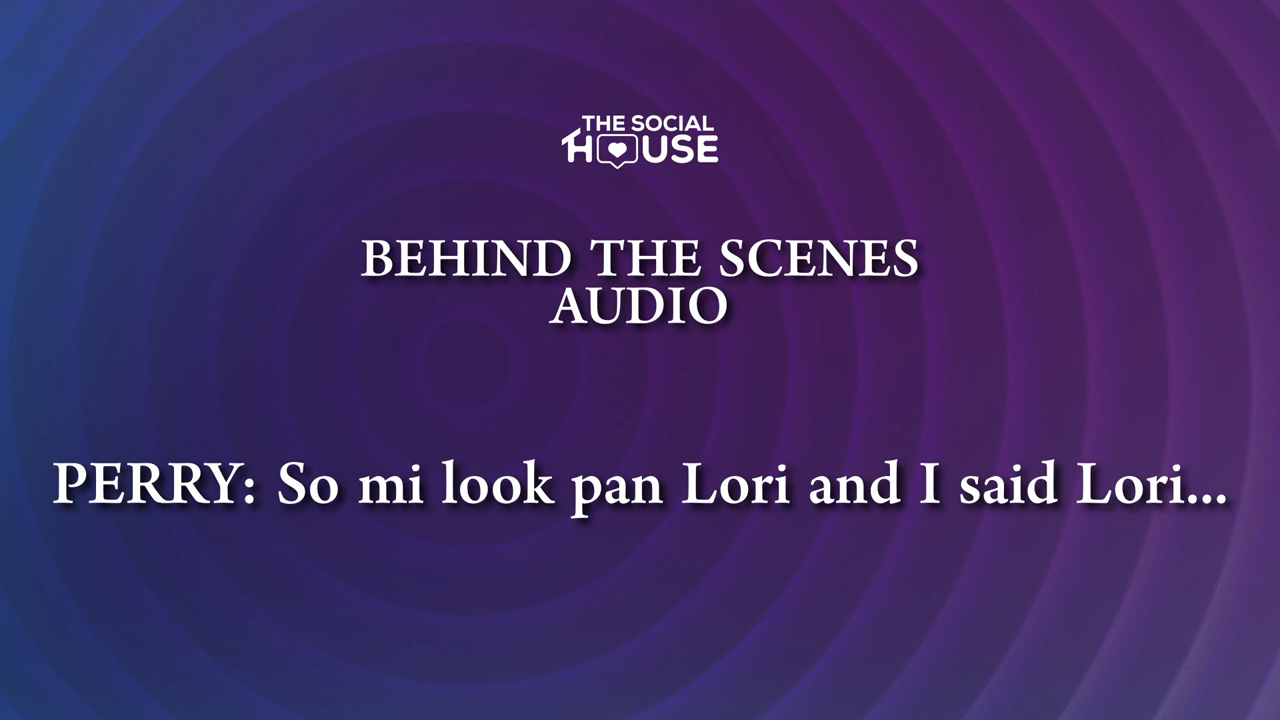 THE SOCIAL
HOUSE
BEHIND THE SCENES
AUDIO
PERRY: So mi look pan Lori and I said Lori...